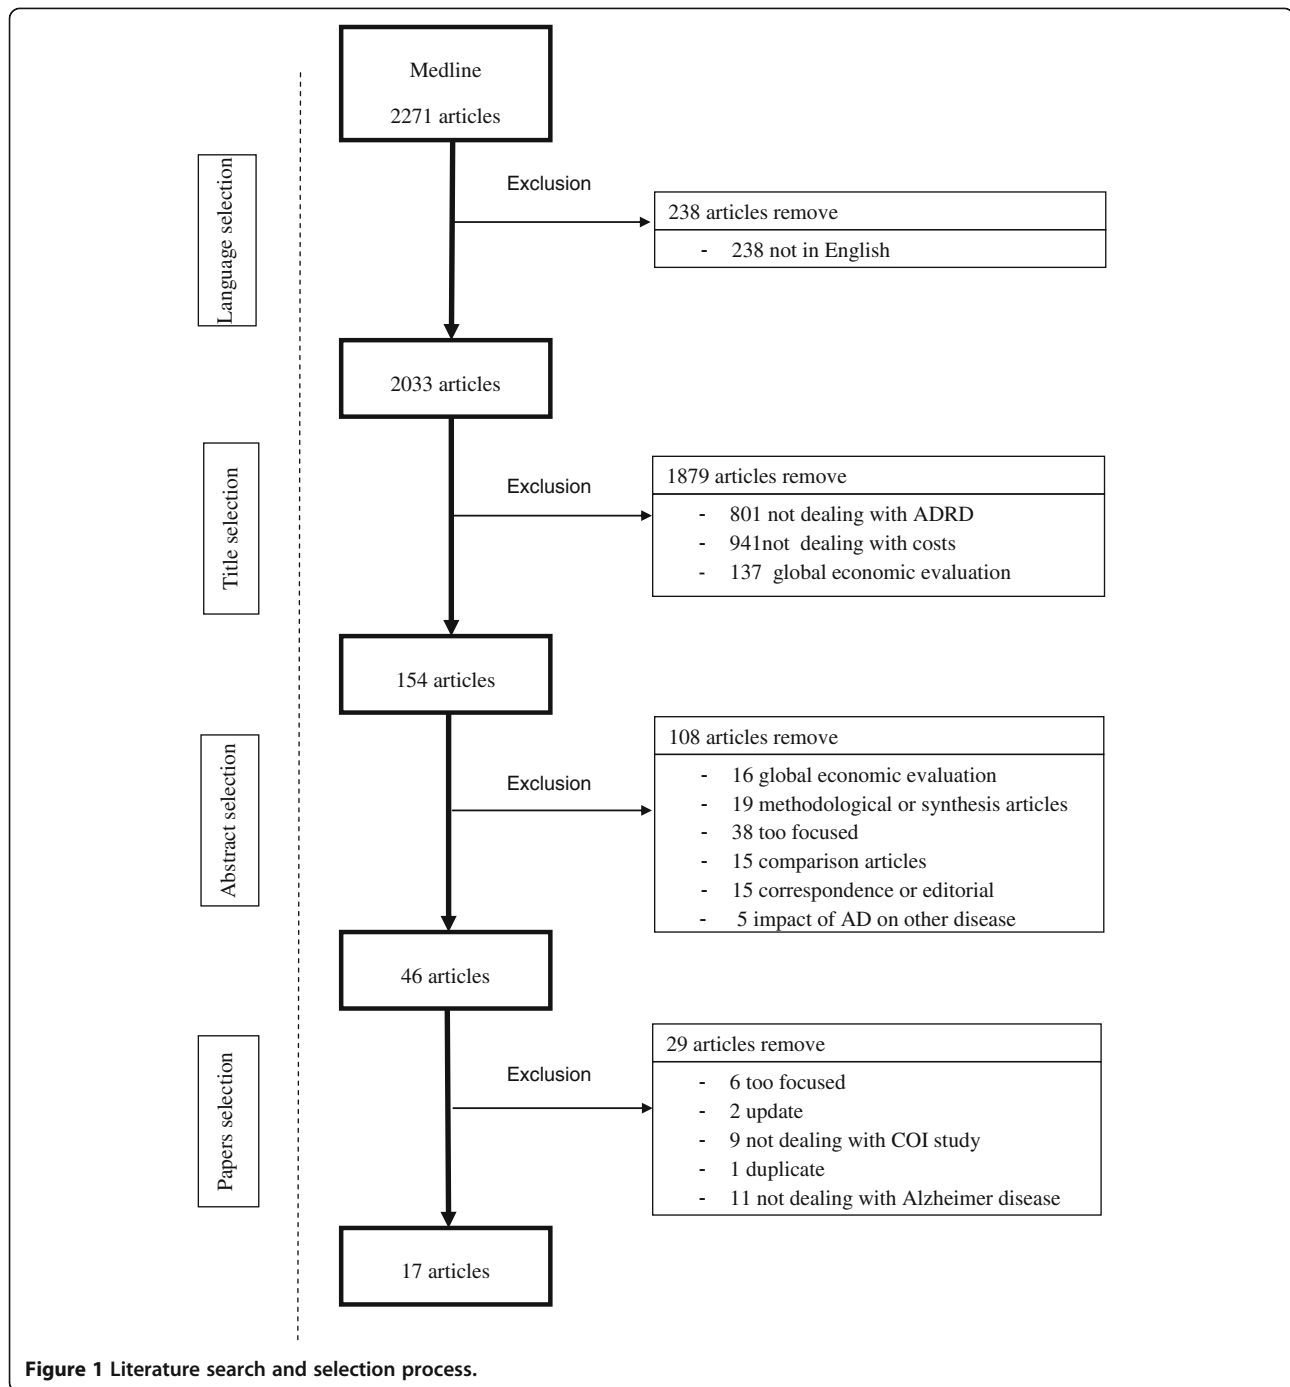 Medline
2271 articles
Language selection
Exclusion
238 articles remove
- 238 not in English
2033 articles
Title selection
Exclusion
1879 articles remove
- 801 not dealing with ADRD
- 941not dealing with costs
- 137 global economic evaluation
154 articles
Abstract selection
Exclusion
108 articles remove
- 16 global economic evaluation
- 19 methodological or synthesis articles
- 38 too focused
- 15 comparison articles
- 15 correspondence or editorial
- 5 impact of AD on other disease
46 articles
Papers selection
Exclusion
29 articles remove
- 6 too focused
- 2 update
- 9 not dealing with COI study
- 1 duplicate
- 11 not dealing with Alzheimer disease
17 articles
Figure 1 Literature search and selection process.